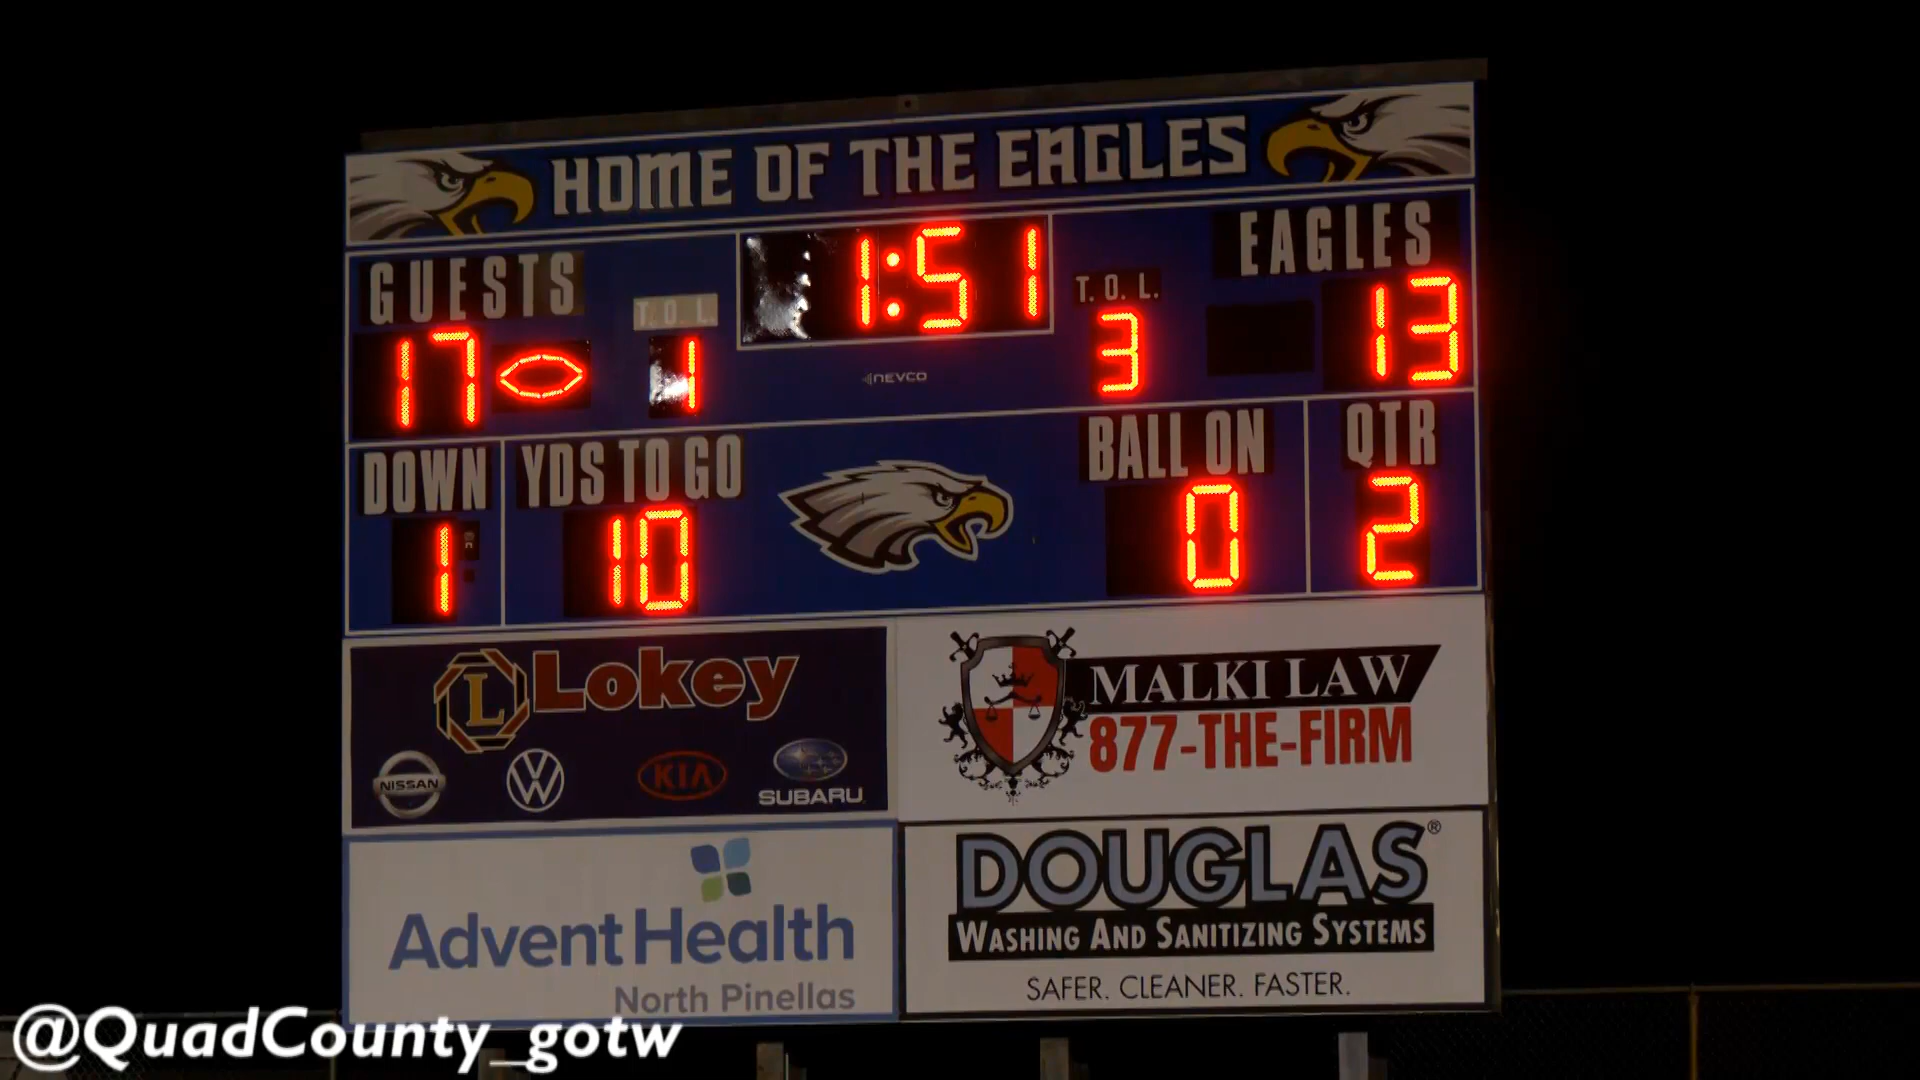 HOME OF THE EAGLES
GUESTS
T. O. L.
1:51
T. O. L.
EAGLES
17
1
NEVCO
3
13
DOWN
YDS TO GO
BALL ON
QTR
1
10
0
2
L Lokey
NISSAN
VW
KIA
SUBARU
MALKI LAW
877-THE-FIRM
AdventHealth
North Pinellas
DOUGLAS®
WASHING AND SANITIZING SYSTEMS
SAFER. CLEANER. FASTER.
@QuadCounty_gotw